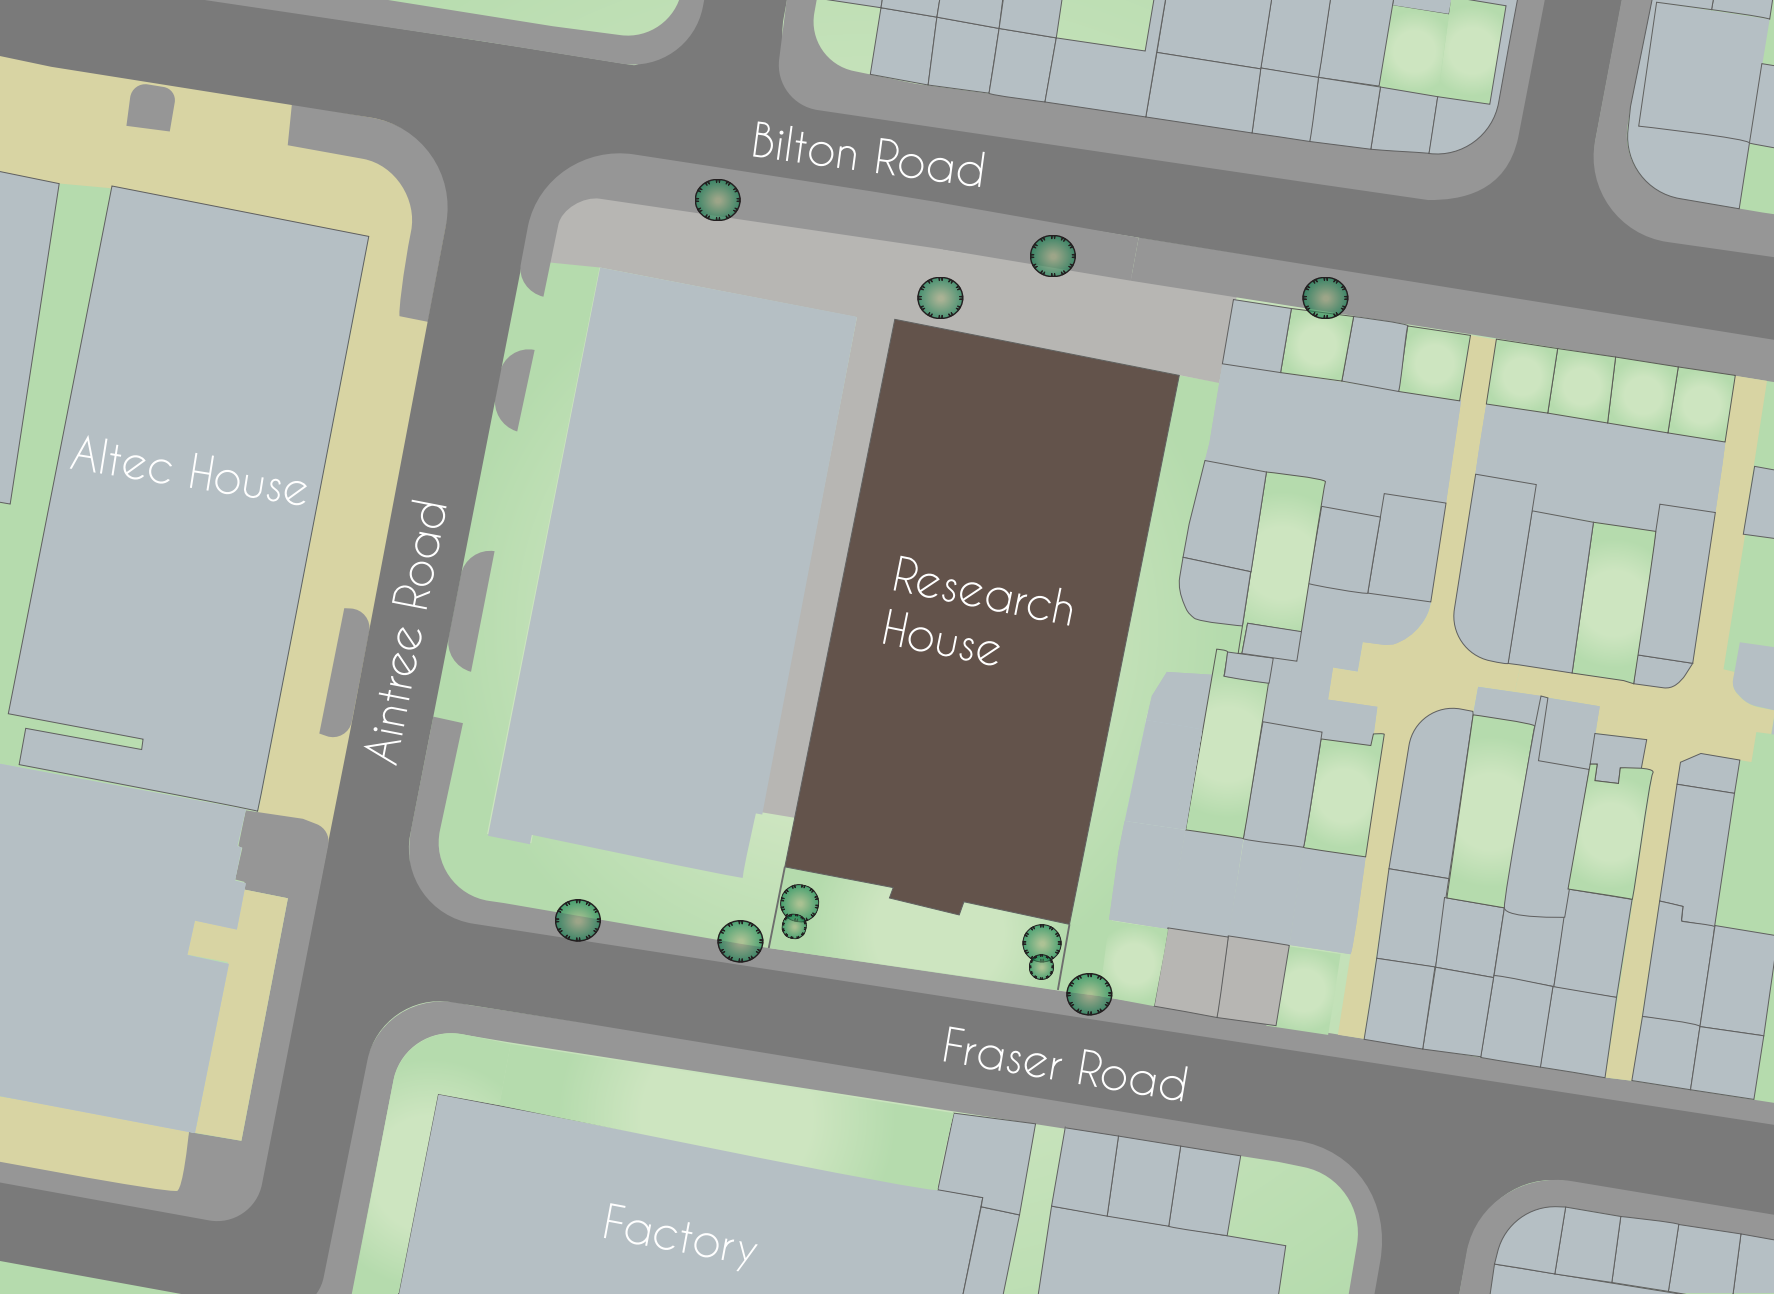 Bilton Road
Altec House
Aintree Road
Research
House
Fraser Road
Factory